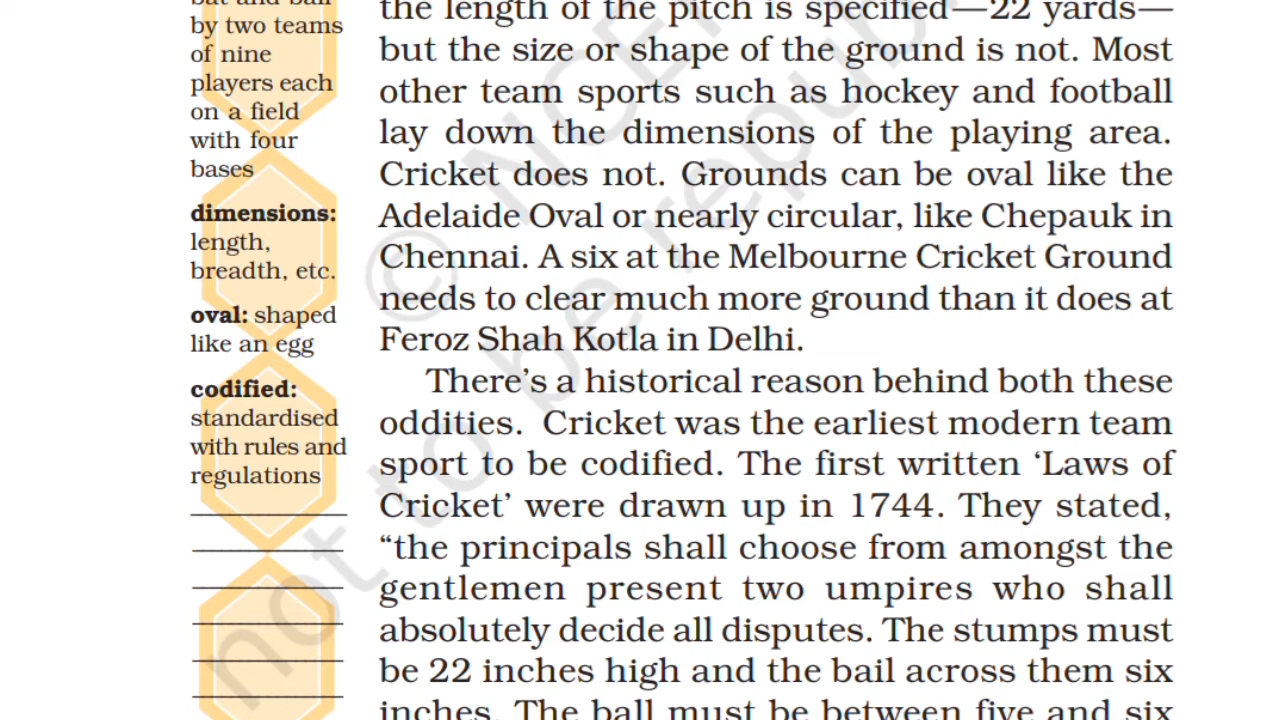 bat and ball
by two teams
of nine
players each
on a field
with four
bases
dimensions:
length,
breadth, etc.
oval: shaped
like an egg
codified:
standardised
with rules and
regulations
the length of the pitch is specified—22 yards—
but the size or shape of the ground is not. Most
other team sports such as hockey and football
lay down the dimensions of the playing area.
Cricket does not. Grounds can be oval like the
Adelaide Oval or nearly circular, like Chepauk in
Chennai. A six at the Melbourne Cricket Ground
needs to clear much more ground than it does at
Feroz Shah Kotla in Delhi.
There’s a historical reason behind both these
oddities. Cricket was the earliest modern team
sport to be codified. The first written ‘Laws of
Cricket’ were drawn up in 1744. They stated,
“the principals shall choose from amongst the
gentlemen present two umpires who shall
absolutely decide all disputes. The stumps must
be 22 inches high and the bail across them six
inches. The ball must be between five and six
© NCE
not to be republ